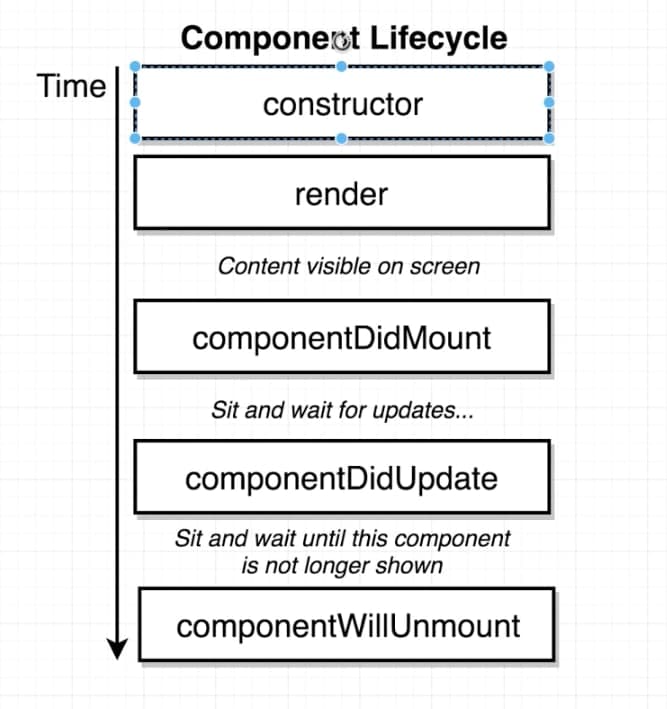 Component Lifecycle
Time
constructor
render
Content visible on screen
componentDidMount
Sit and wait for updates...
componentDidUpdate
Sit and wait until this component
is not longer shown
componentWillUnmount